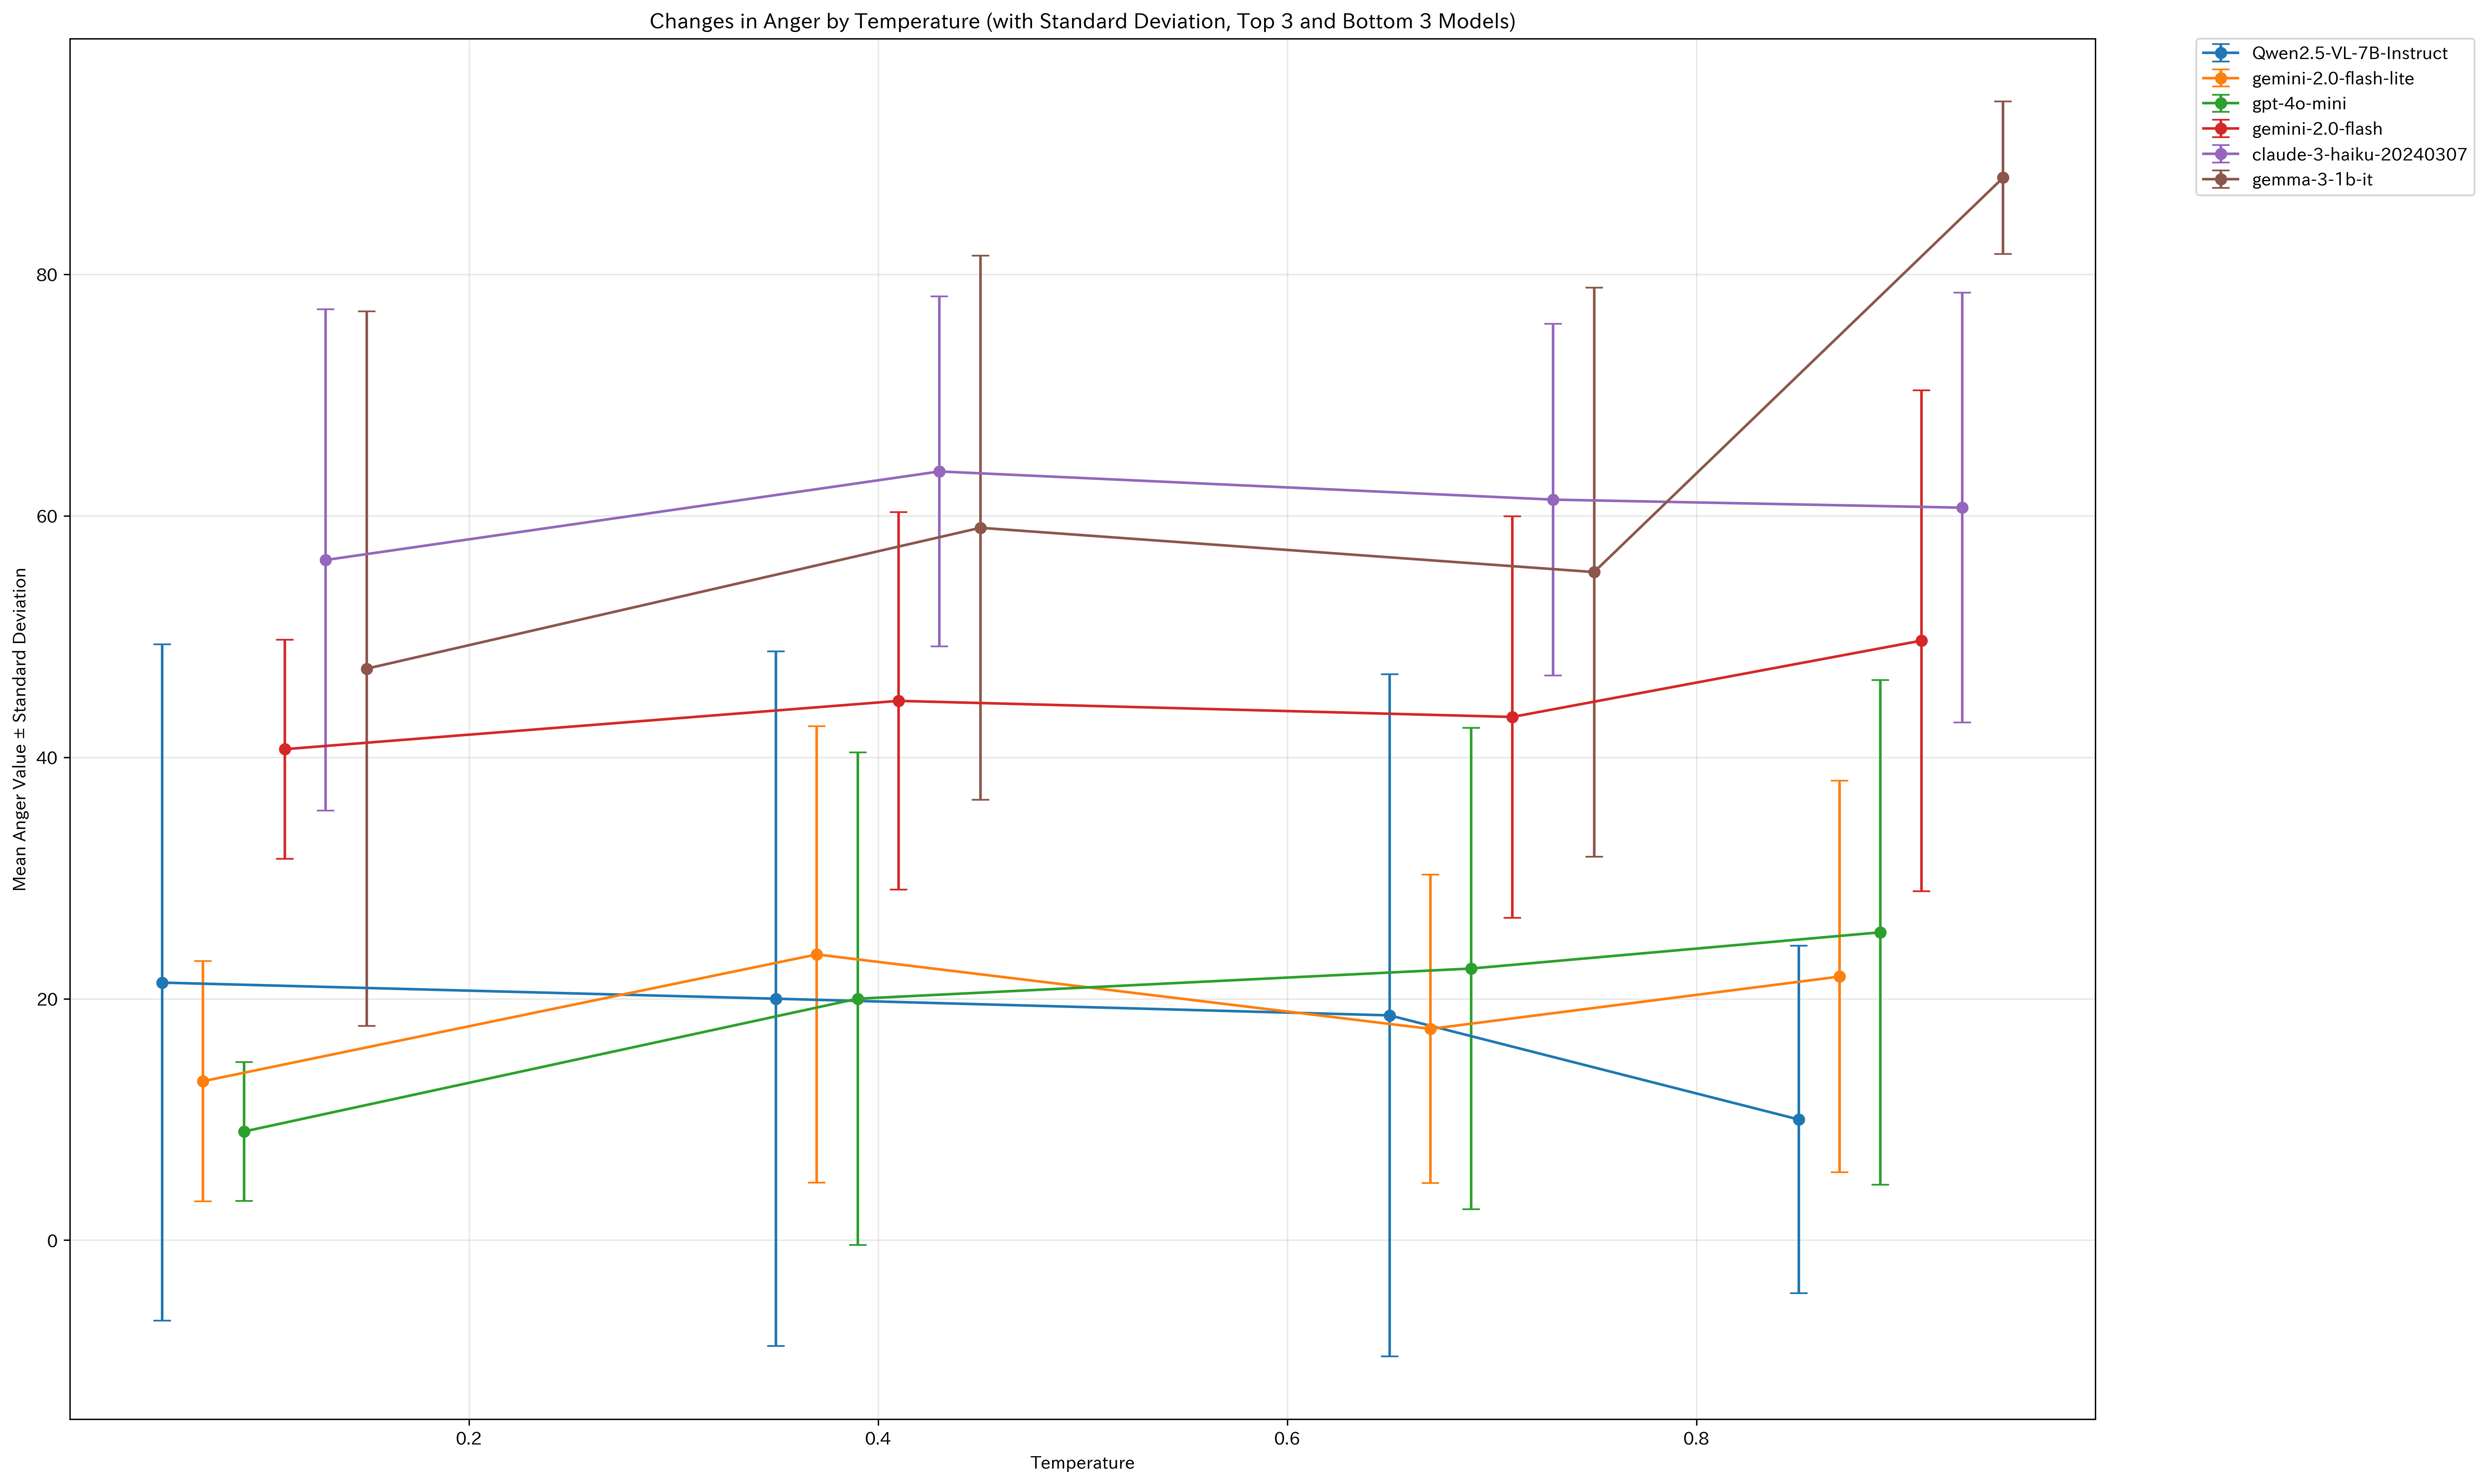 Changes in Anger by Temperature (with Standard Deviation, Top 3 and Bottom 3 Models)
Qwen2.5-VL-7B-Instruct
gemini-2.0-flash-lite
gpt-4o-mini
gemini-2.0-flash
claude-3-haiku-20240307
gemma-3-1b-it
Mean Anger Value ± Standard Deviation
80
60
40
20
0
0.2
0.4
0.6
0.8
Temperature